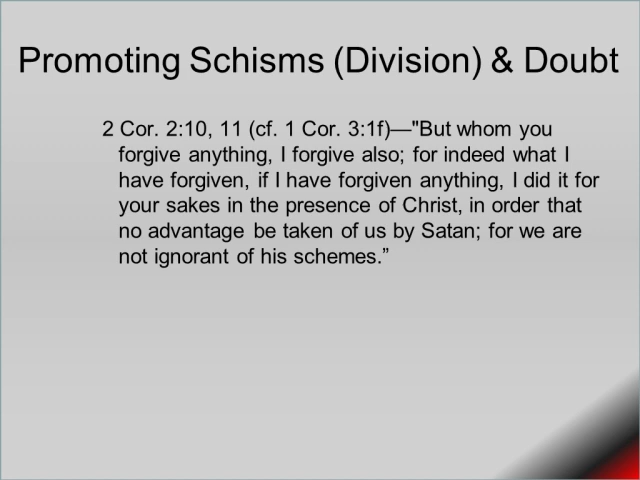 Promoting Schisms (Division) & Doubt
2 Cor. 2:10, 11 (cf. 1 Cor. 3:1f)—"But whom you
forgive anything, I forgive also; for indeed what I
have forgiven, if I have forgiven anything, I did it for
your sakes in the presence of Christ, in order that
no advantage be taken of us by Satan; for we are
not ignorant of his schemes.”